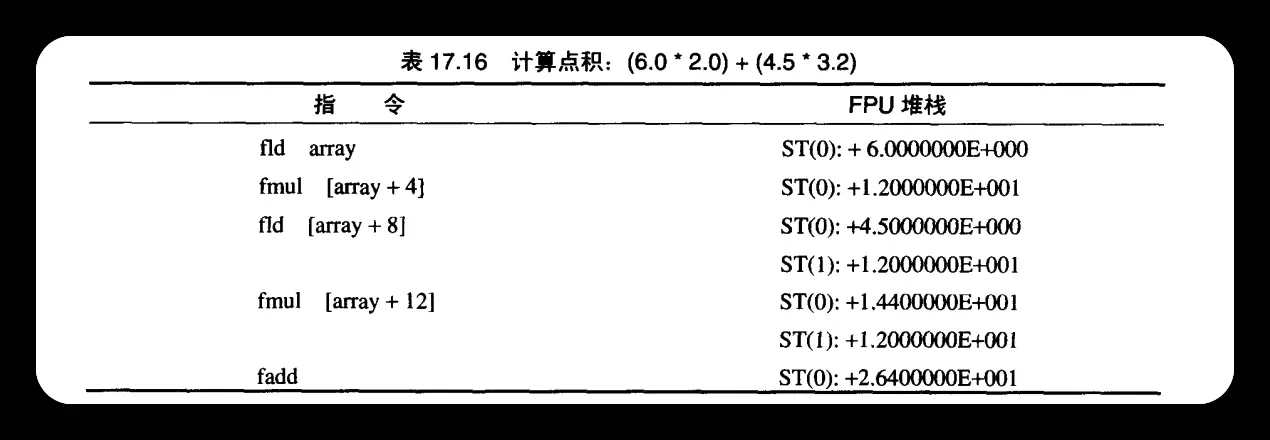 表 17.16 计算点积：(6.0 * 2.0) + (4.5 * 3.2)
指 令 FPU 堆栈
fld array ST(0): + 6.0000000E+000
fmul [array + 4] ST(0): +1.2000000E+001
fld [array + 8] ST(0): +4.5000000E+000
ST(1): +1.2000000E+001
fmul [array + 12] ST(0): +1.4400000E+001
ST(1): +1.2000000E+001
fadd ST(0): +2.6400000E+001